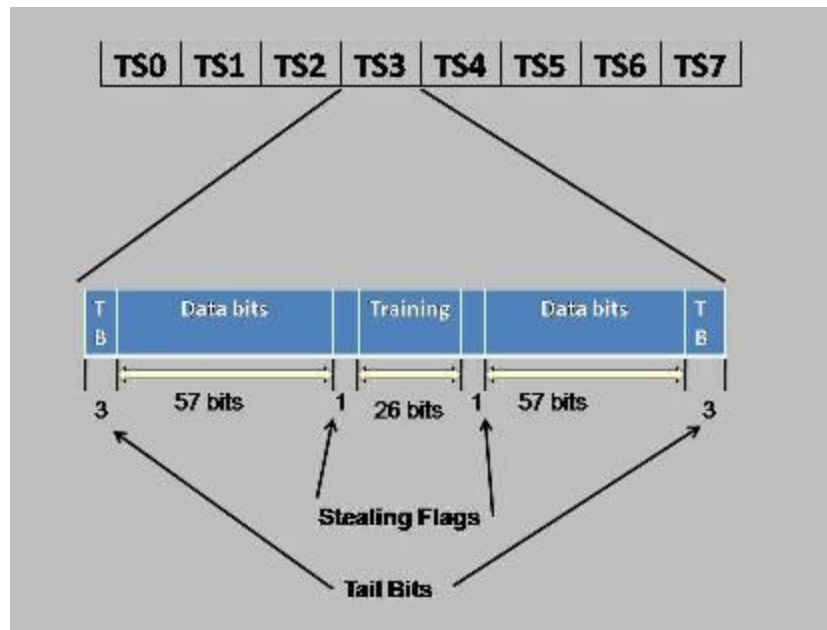 TS0 TS1 TS2 TS3 TS4 TS5 TS6 TS7
T B Data bits Training Data bits T B
3 57 bits 1 26 bits 1 57 bits 3
Stealing Flags
Tail Bits